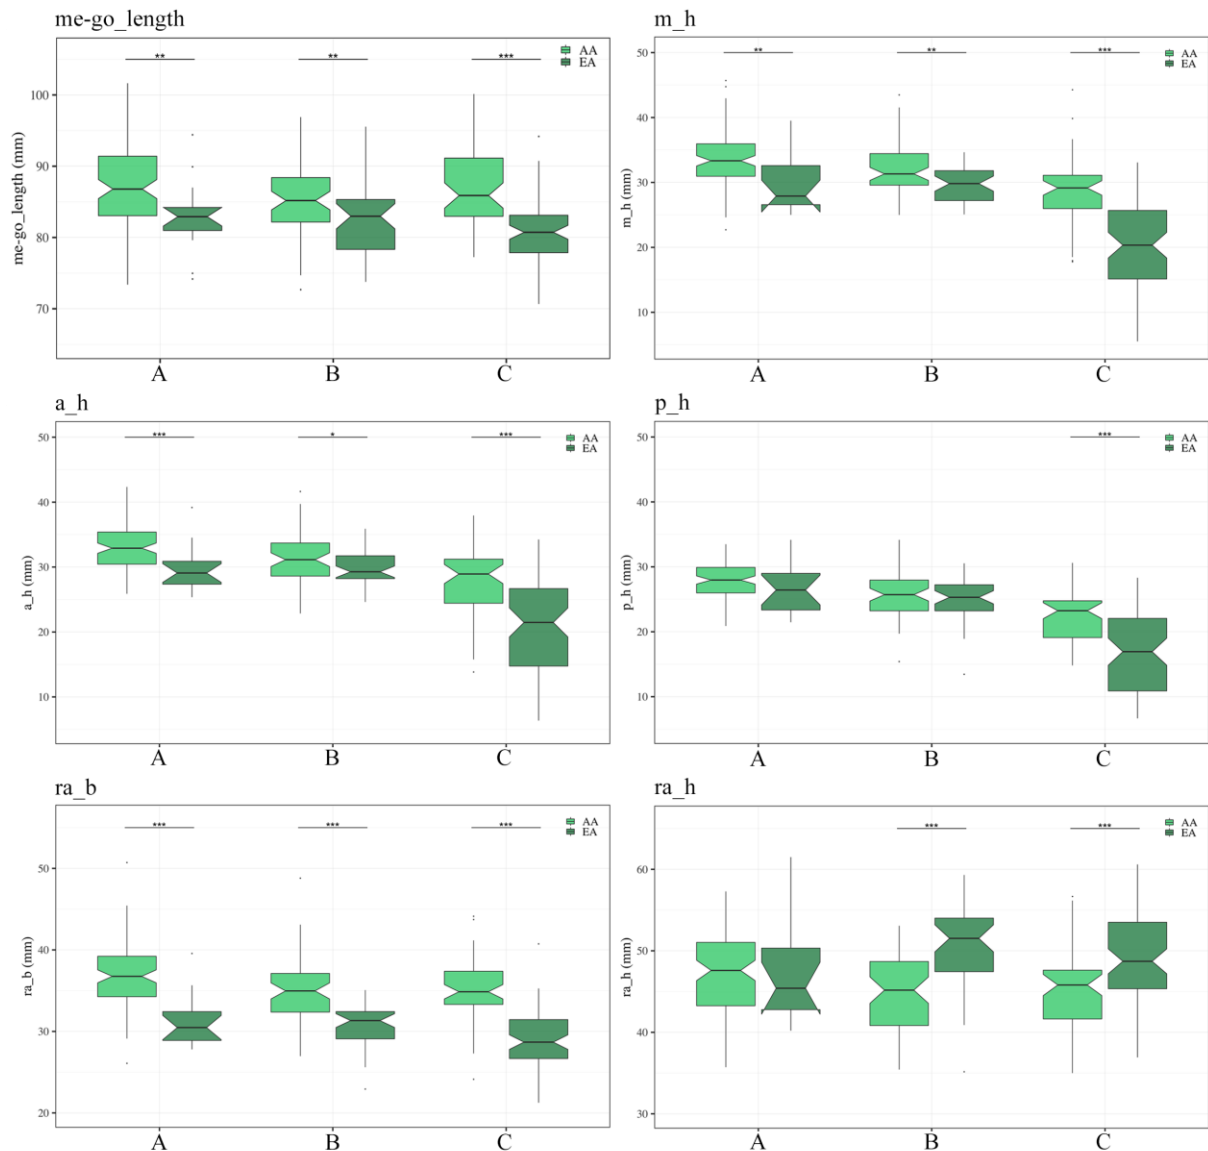 me-go_length
** ** ***
AA
EA
me-go_length (mm)
100
90
80
70
A B C
m_h
** ** ***
AA
EA
m_h (mm)
50
40
30
20
10
A B C
a_h
*** * ***
AA
EA
a_h (mm)
50
40
30
20
10
A B C
p_h
***
AA
EA
p_h (mm)
50
40
30
20
10
A B C
ra_b
*** *** ***
AA
EA
ra_b (mm)
50
40
30
20
A B C
ra_h
*** ***
AA
EA
ra_h (mm)
60
50
40
30
A B C